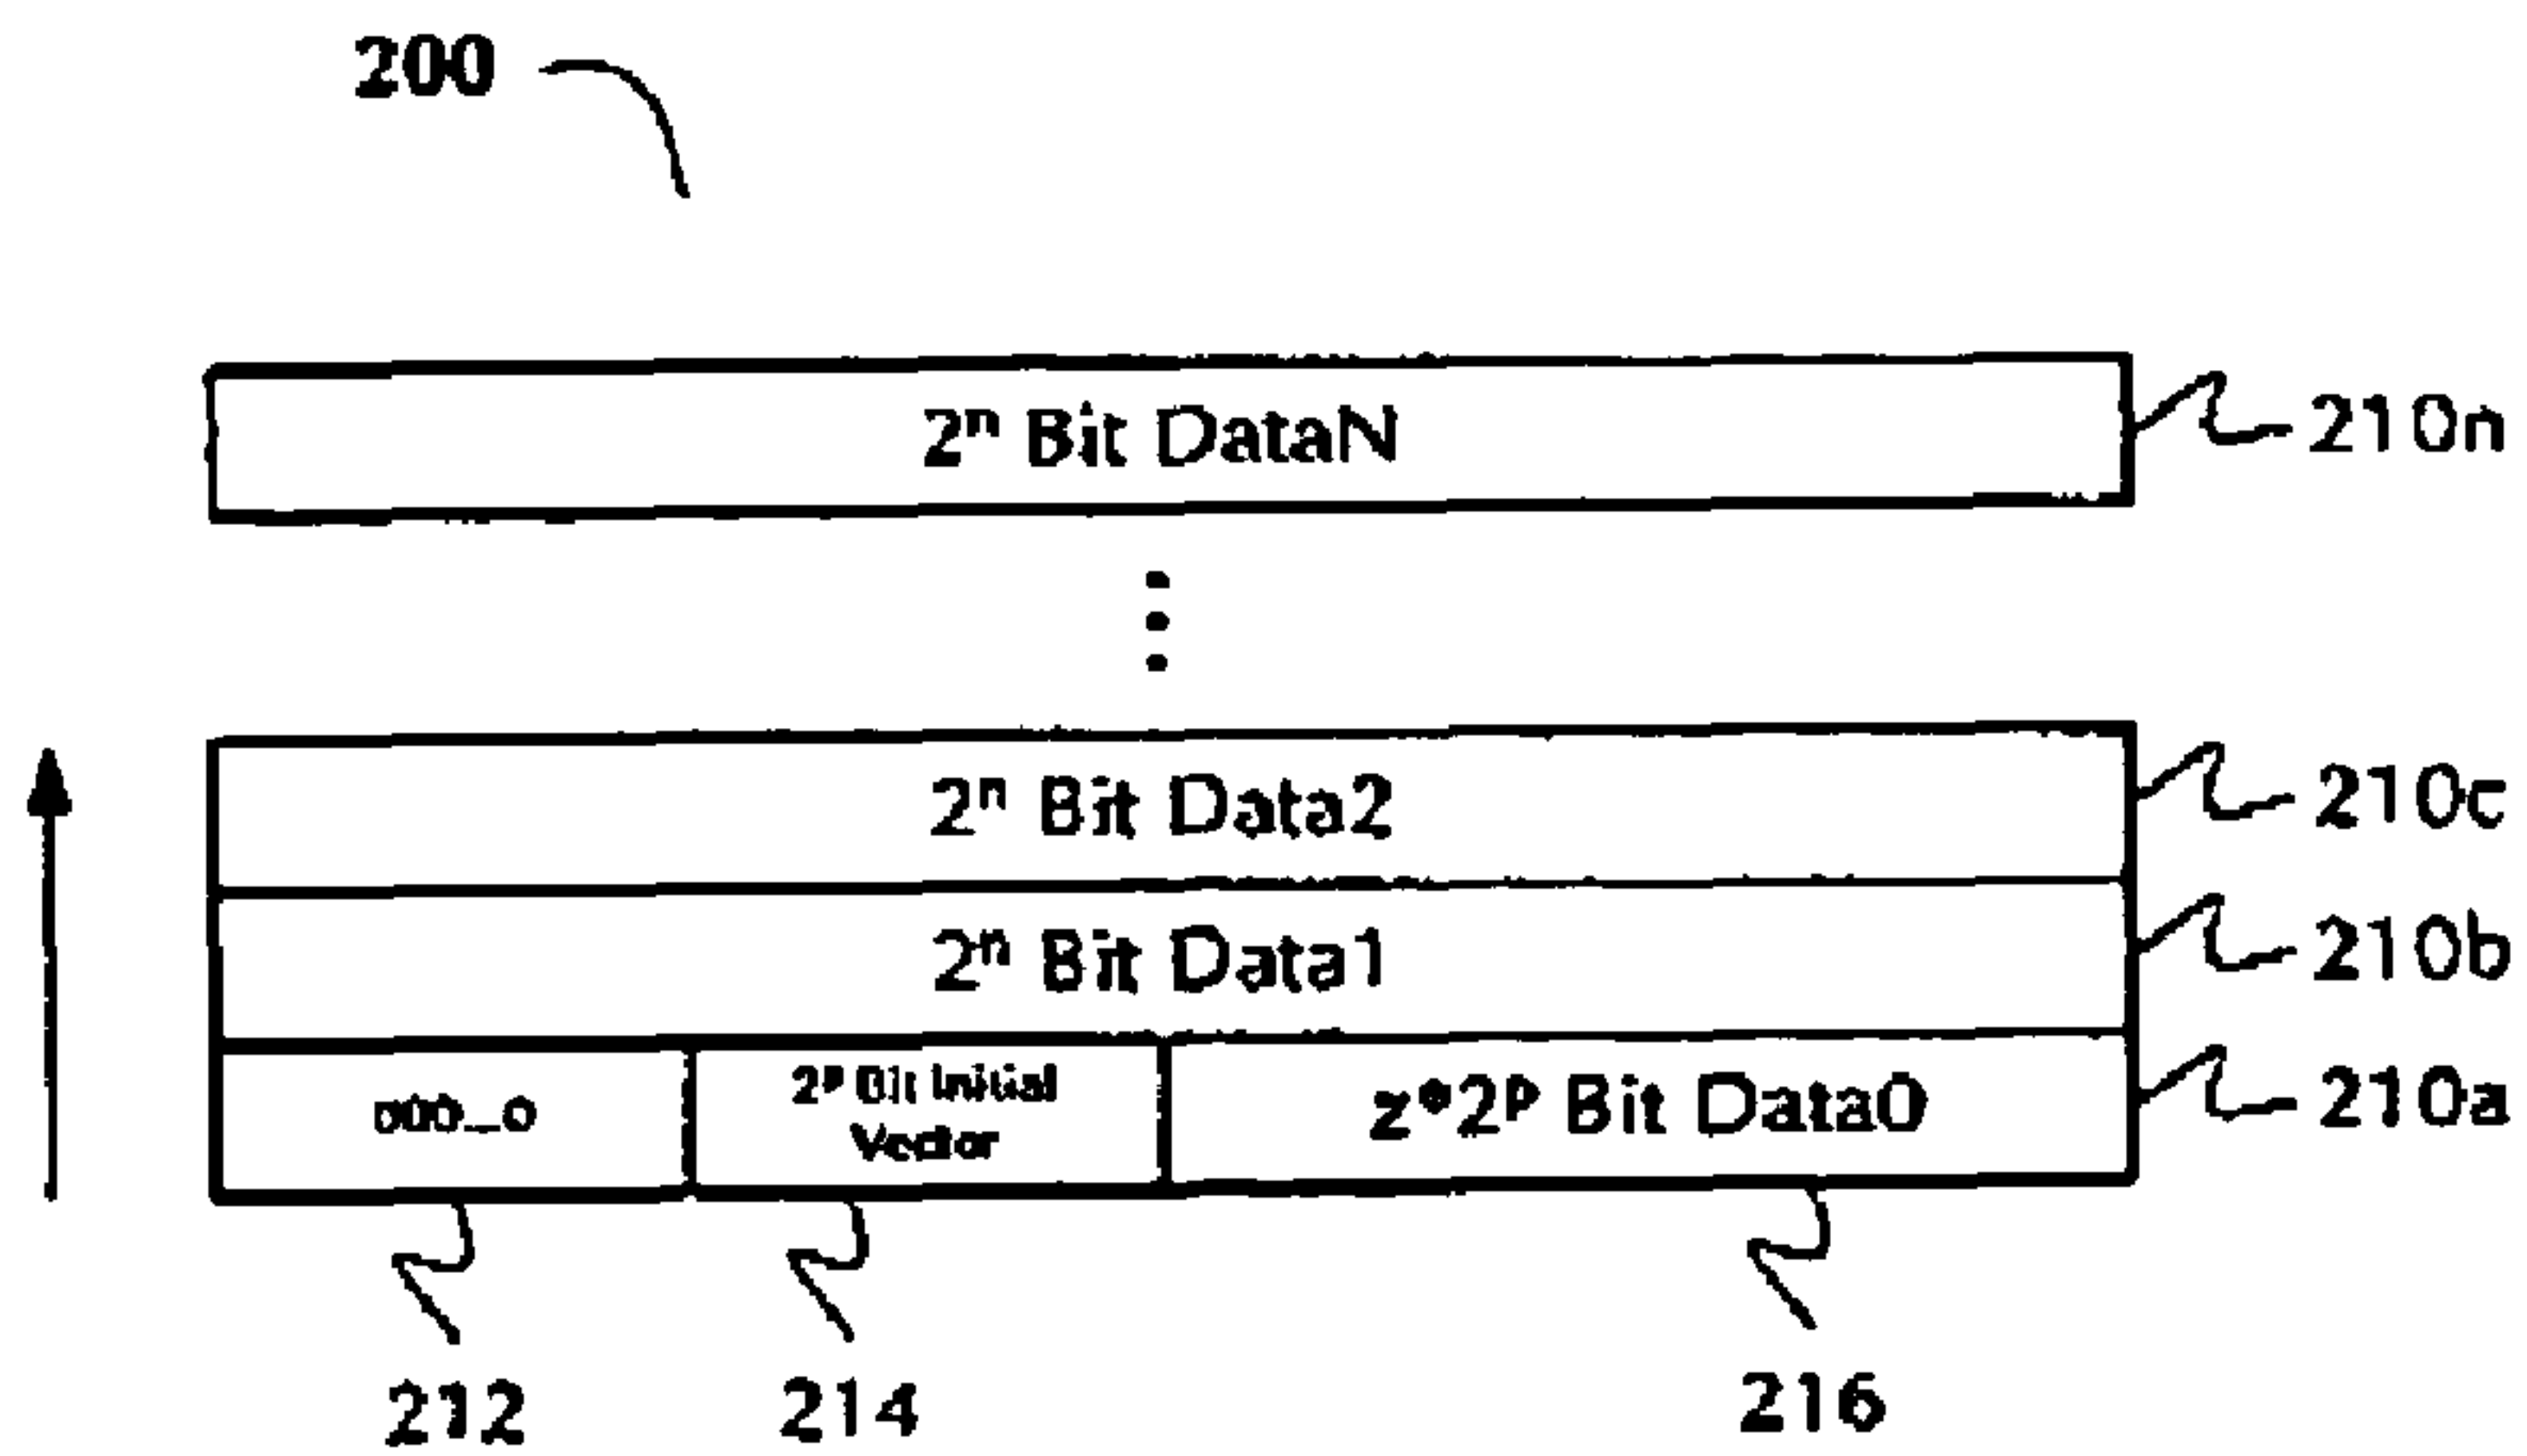 200
2ⁿ Bit DataN
210n
2ⁿ Bit Data2
210c
2ⁿ Bit Data1
210b
000_0
2ᵖ Bit Initial
Vector
z*2ᵖ Bit Data0
210a
212
214
216